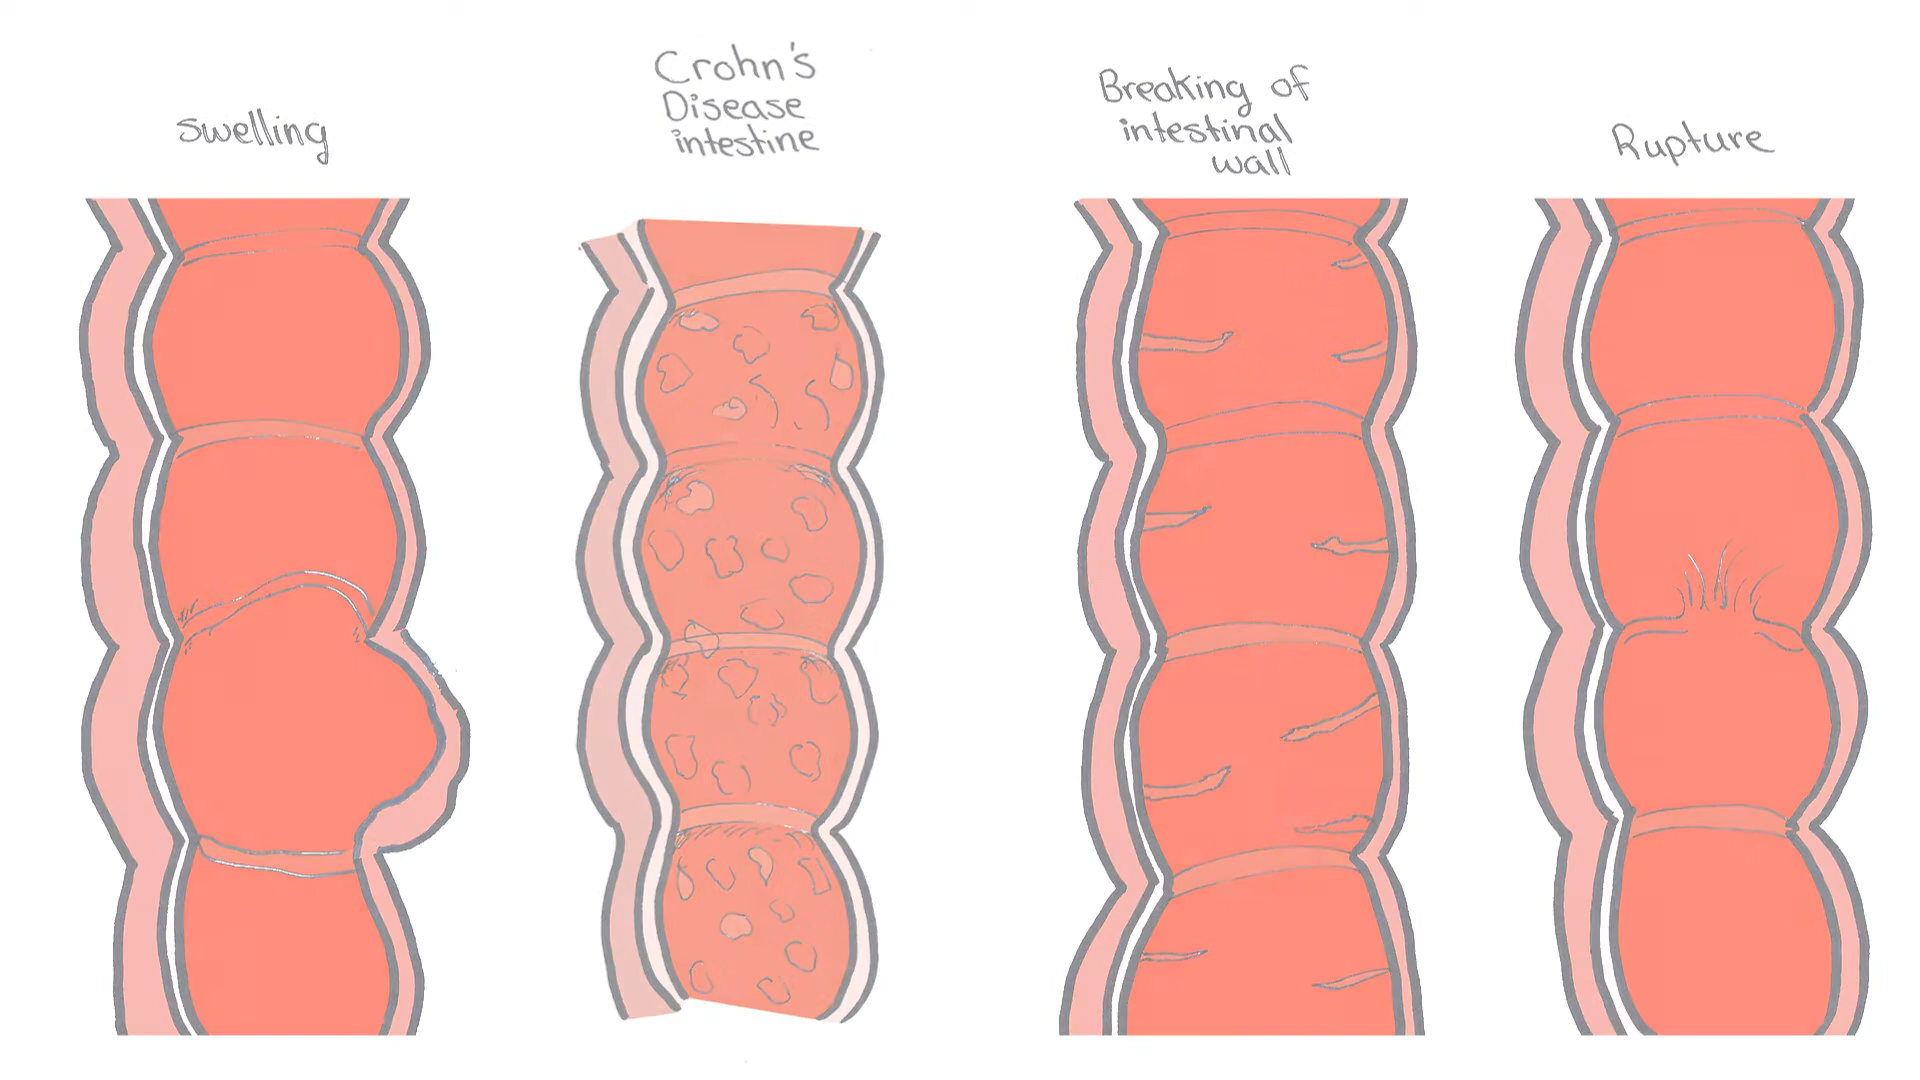 Swelling
Crohn's
Disease
intestine
Breaking of
intestinal
wall
Rupture